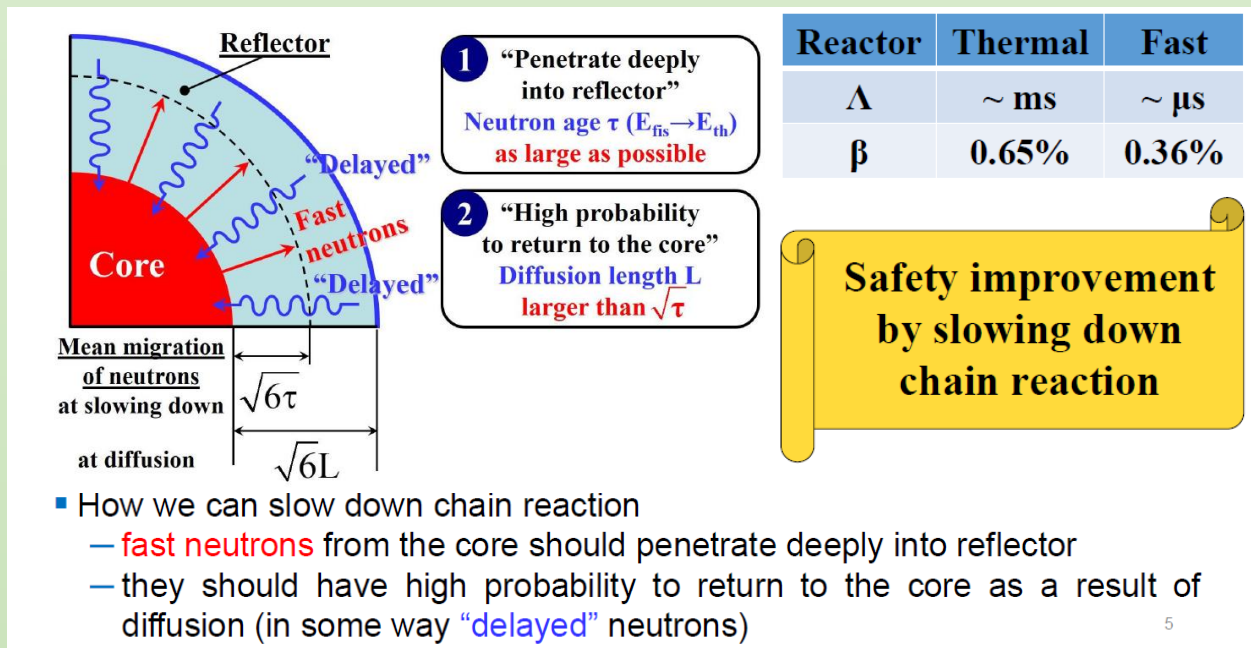 Reflector
"Delayed"
Fast
neutrons
Core
"Delayed"
Mean migration
of neutrons
at slowing down
√6τ
at diffusion
√6L
1
“Penetrate deeply
into reflector”
Neutron age τ (E_fis→E_th)
as large as possible
2
“High probability
to return to the core”
Diffusion length L
larger than √τ
Reactor Thermal Fast
Λ ~ ms ~ μs
β 0.65% 0.36%
Safety improvement
by slowing down
chain reaction
▪ How we can slow down chain reaction
– fast neutrons from the core should penetrate deeply into reflector
– they should have high probability to return to the core as a result of
diffusion (in some way “delayed” neutrons)
5